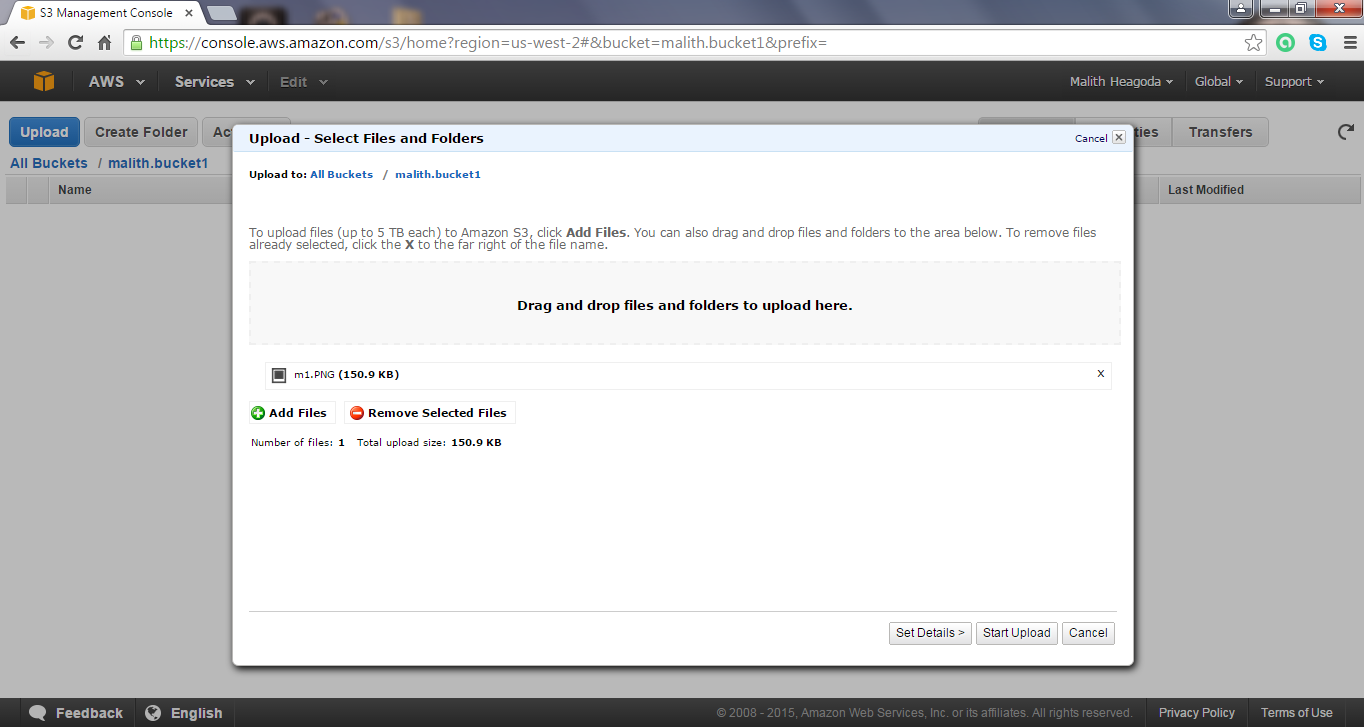 S3 Management Console
https://console.aws.amazon.com/s3/home?region=us-west-2#&bucket=malith.bucket1&prefix=
AWS Services Edit Malith Heagoda Global Support
Upload Create Folder Transfers
All Buckets / malith.bucket1
Name Last Modified
Upload - Select Files and Folders Cancel
Upload to: All Buckets / malith.bucket1
To upload files (up to 5 TB each) to Amazon S3, click Add Files. You can also drag and drop files and folders to the area below. To remove files
already selected, click the X to the far right of the file name.
Drag and drop files and folders to upload here.
m1.PNG (150.9 KB) X
Add Files Remove Selected Files
Number of files: 1 Total upload size: 150.9 KB
Set Details > Start Upload Cancel
Feedback English © 2008 - 2015, Amazon Web Services, Inc. or its affiliates. All rights reserved. Privacy Policy Terms of Use